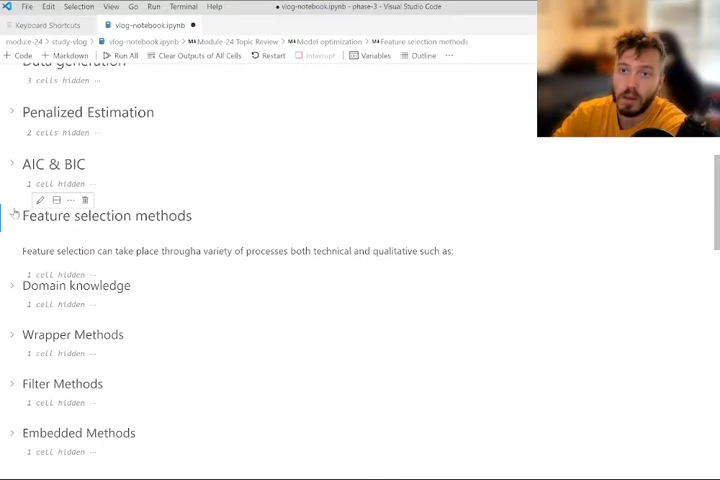 File Edit Selection View Go Run Terminal Help
● vlog-notebook.ipynb - phase-3 - Visual Studio Code
Keyboard Shortcuts
vlog-notebook.ipynb ●
module-24 > study-vlog > vlog-notebook.ipynb > M↓Module-24 Topic Review > M↓Model optimization > M↓Feature selection methods
+ Code + Markdown Run All Clear Outputs of All Cells Restart Interrupt Variables Outline ···
Data generation
3 cells hidden ···
Penalized Estimation
2 cells hidden ···
AIC & BIC
1 cell hidden ···
Feature selection methods
Feature selection can take place througha variety of processes both technical and qualitative such as:
1 cell hidden ···
Domain knowledge
1 cell hidden ···
Wrapper Methods
1 cell hidden ···
Filter Methods
1 cell hidden ···
Embedded Methods
1 cell hidden ···